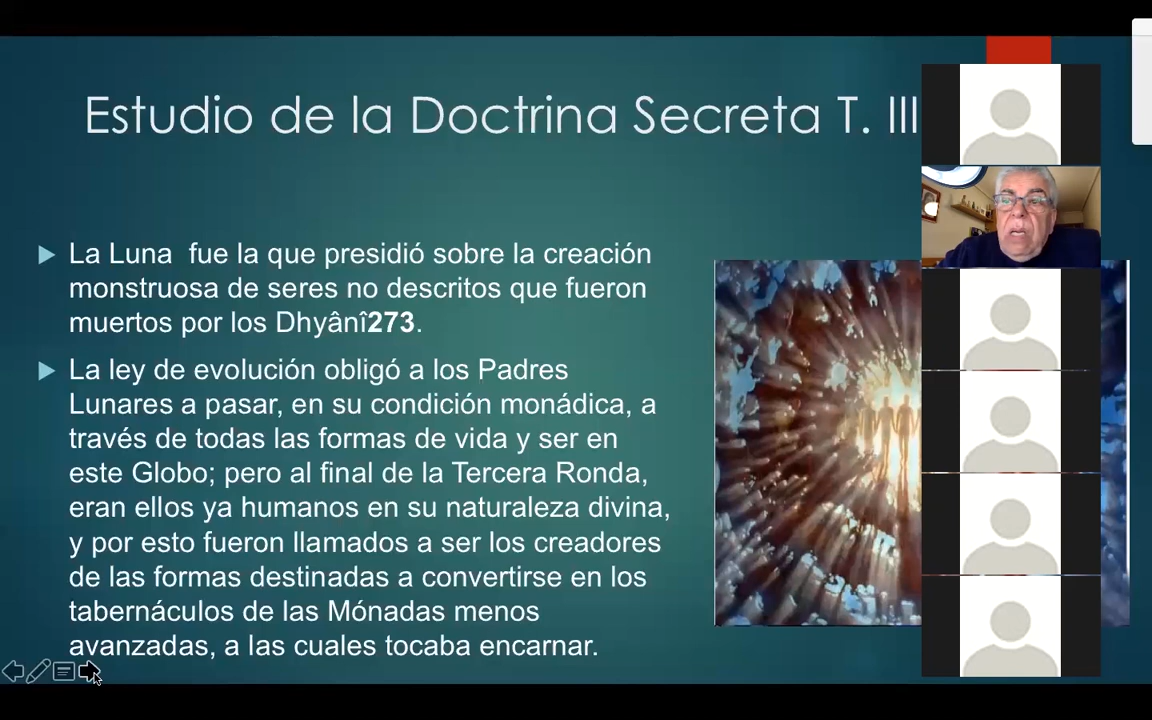 Estudio de la Doctrina Secreta T. III
La Luna  fue la que presidió sobre la creación
monstruosa de seres no descritos que fueron
muertos por los Dhyânî273.
La ley de evolución obligó a los Padres
Lunares a pasar, en su condición monádica, a
través de todas las formas de vida y ser en
este Globo; pero al final de la Tercera Ronda,
eran ellos ya humanos en su naturaleza divina,
y por esto fueron llamados a ser los creadores
de las formas destinadas a convertirse en los
tabernáculos de las Mónadas menos
avanzadas, a las cuales tocaba encarnar.